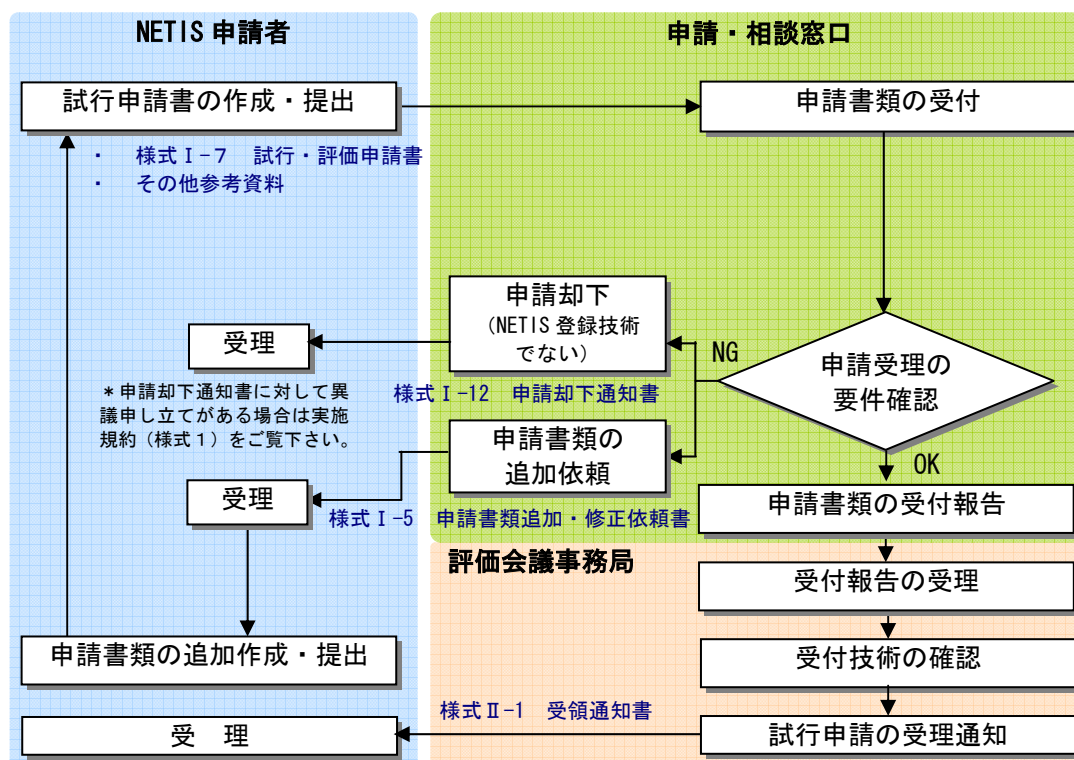 NETIS 申請者
申請・相談窓口
試行申請書の作成・提出
申請書類の受付
・ 様式Ⅰ-7 試行・評価申請書
・ その他参考資料
申請却下
(NETIS 登録技術
でない)
受理
NG
申請受理の
要件確認
様式Ⅰ-12 申請却下通知書
*申請却下通知書に対して異
議申し立てがある場合は実施
規約(様式1)をご覧下さい。
申請書類の
追加依頼
OK
受理
様式Ⅰ-5 申請書類追加・修正依頼書
申請書類の受付報告
評価会議事務局
受付報告の受理
申請書類の追加作成・提出
受付技術の確認
様式Ⅱ-1 受領通知書
受 理
試行申請の受理通知